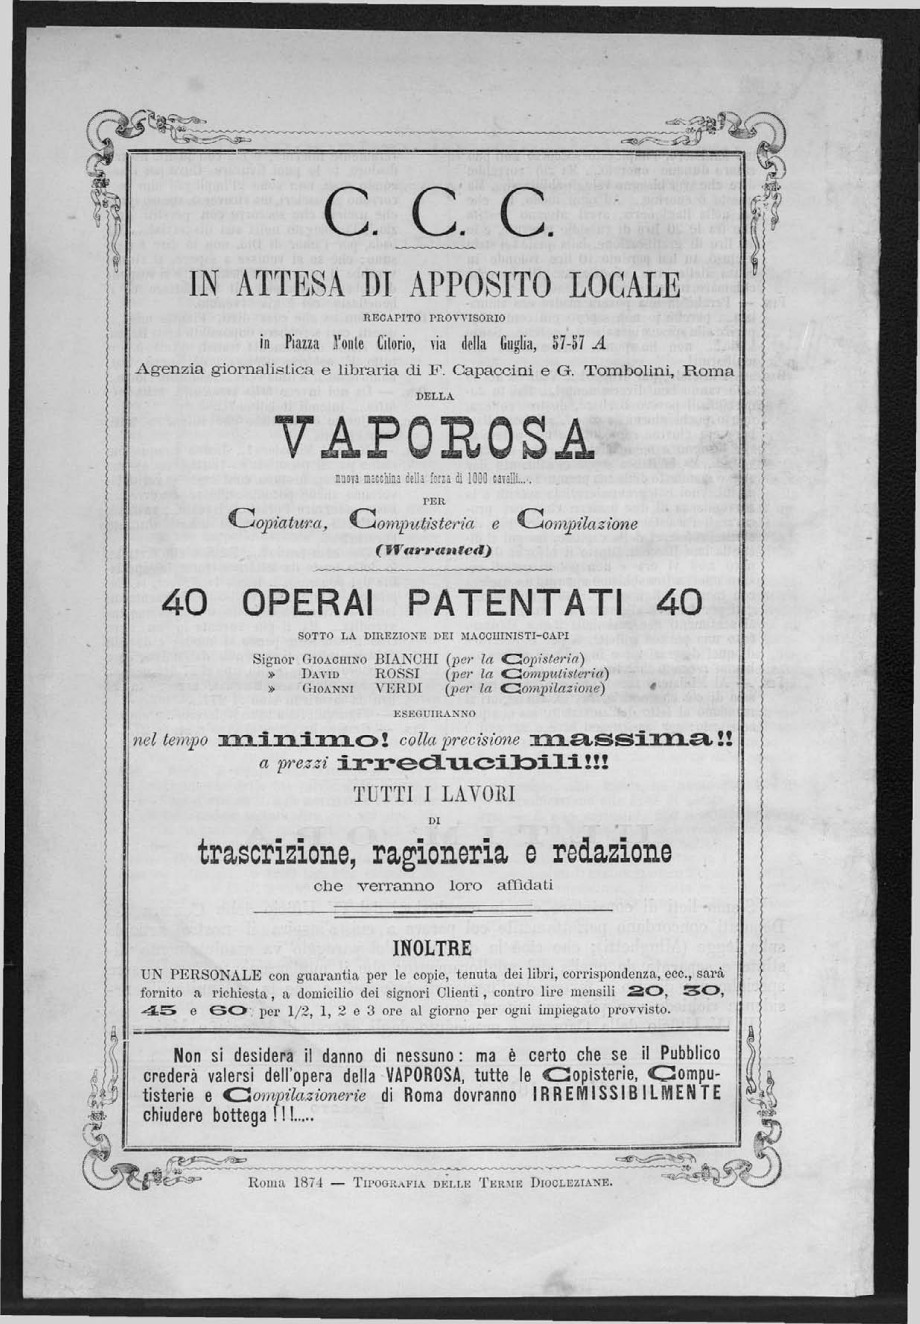 C. C. C.
IN ATTESA DI APPOSITO LOCALE
RECAPITO PROVVISORIO
in Piazza Monte Citorio, via della Guglia, 57-57 A
Agenzia giornalistica e libraria di F. Capaccini e G. Tombolini, Roma
DELLA
VAPOROSA
nuova macchina della forza di 1000 cavalli....
PER
Copiatura, Computisteria e Compilazione
(Warranted)
40 OPERAI PATENTATI 40
SOTTO LA DIREZIONE DEI MACCHINISTI-CAPI
Signor GIOACHINO BIANCHI (per la Copisteria)
» DAVID ROSSI (per la Computisteria)
» GIOANNI VERDI (per la Compilazione)
ESEGUIRANNO
nel tempo minimo! colla precisione massima!!
a prezzi irreducibili!!!
TUTTI I LAVORI
DI
trascrizione, ragioneria e redazione
che verranno loro affidati
INOLTRE
UN PERSONALE con guarantia per le copie, tenuta dei libri, corrispondenza, ecc., sarà
fornito a richiesta, a domicilio dei signori Clienti, contro lire mensili 20, 30,
45 e 60 per 1/2, 1, 2 e 3 ore al giorno per ogni impiegato provvisto.
Non si desidera il danno di nessuno: ma è certo che se il Pubblico
crederà valersi dell'opera della VAPOROSA, tutte le Copisterie, Compu-
tisterie e Compilazionerie di Roma dovranno IRREMISSIBILMENTE
chiudere bottega!!!.....
Roma 1874 — TIPOGRAFIA DELLE TERME DIOCLEZIANE.